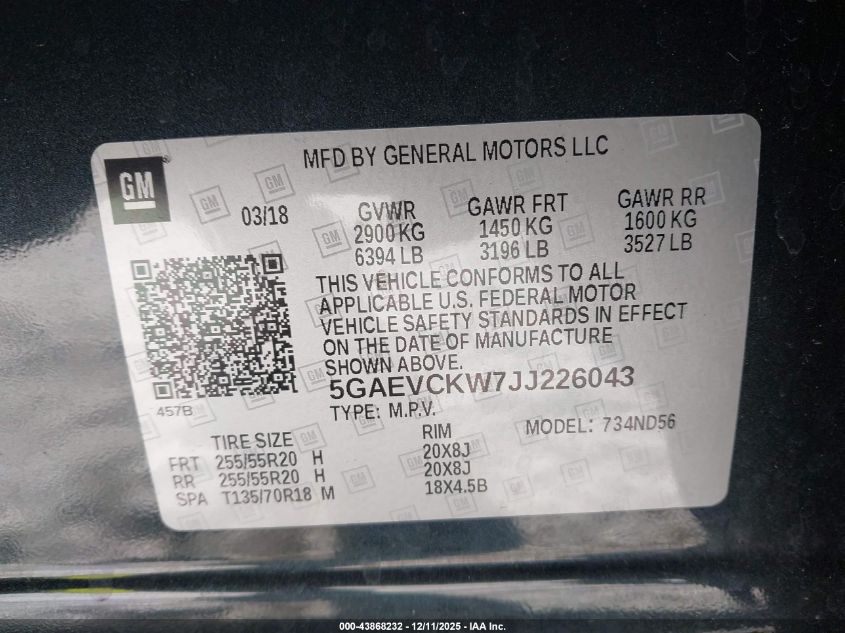 MFD BY GENERAL MOTORS LLC
GM
03/18
GVWR
2900 KG
6394 LB
GAWR FRT
1450 KG
3196 LB
GAWR RR
1600 KG
3527 LB
THIS VEHICLE CONFORMS TO ALL
APPLICABLE U.S. FEDERAL MOTOR
VEHICLE SAFETY STANDARDS IN EFFECT
ON THE DATE OF MANUFACTURE
SHOWN ABOVE.
5GAEVCKW7JJ226043
457B
TYPE: M.P.V.
MODEL: 734ND56
TIRE SIZE RIM
FRT 255/55R20 H 20X8J
RR 255/55R20 H 20X8J
SPA T135/70R18 M 18X4.5B
000-43868232 - 12/11/2025 - IAA Inc.